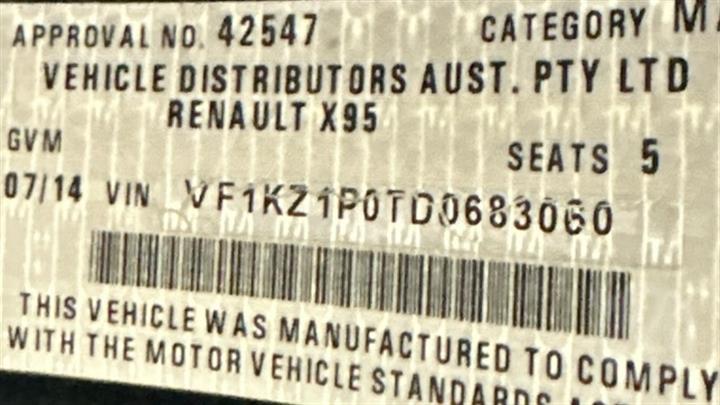 APPROVAL NO. 42547 CATEGORY
VEHICLE DISTRIBUTORS AUST. PTY LTD
RENAULT X95
GVM SEATS 5
07/14 VIN VF1KZ1P0TD0683060
THIS VEHICLE WAS MANUFACTURED TO COMPLY
WITH THE MOTOR VEHICLE STANDARDS